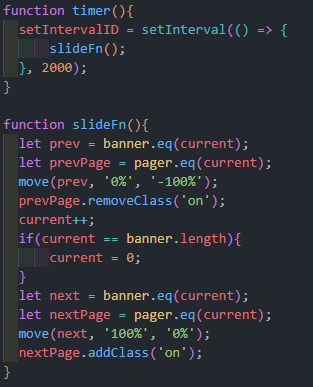 function timer(){
  setIntervalID = setInterval(() => {
      slideFn();
  }, 2000);
}

function slideFn(){
  let prev = banner.eq(current);
  let prevPage = pager.eq(current);
  move(prev, '0%', '-100%');
  prevPage.removeClass('on');
  current++;
  if(current == banner.length){
      current = 0;
  }
  let next = banner.eq(current);
  let nextPage = pager.eq(current);
  move(next, '100%', '0%');
  nextPage.addClass('on');
}